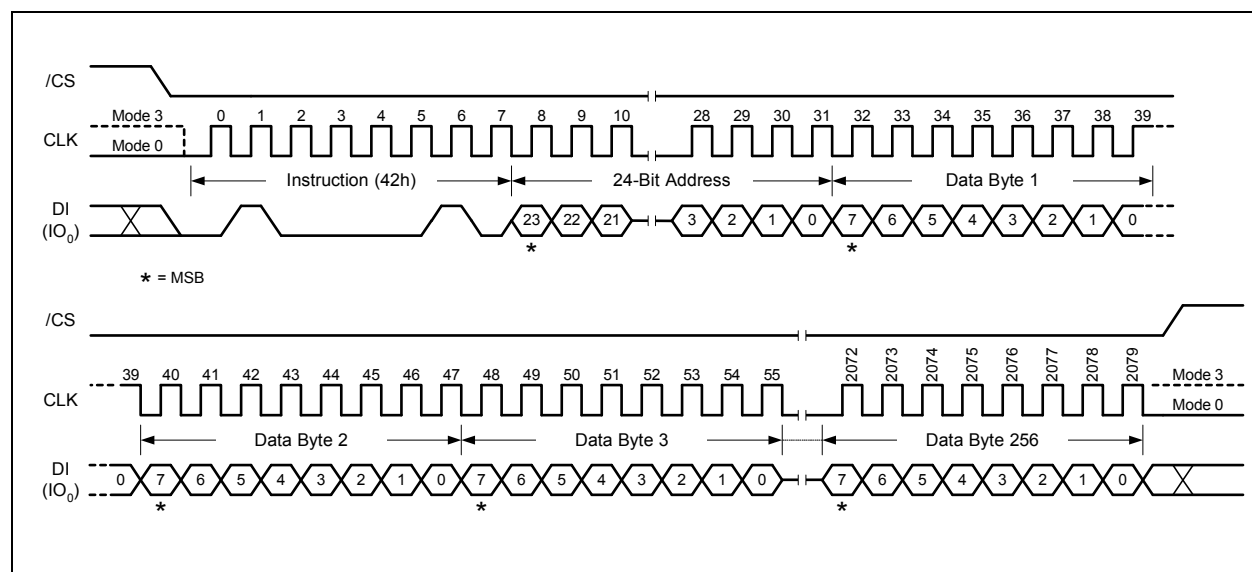 /CS
Mode 3 0 1 2 3 4 5 6 7 8 9 10 28 29 30 31 32 33 34 35 36 37 38 39
CLK
Mode 0
Instruction (42h) 24-Bit Address Data Byte 1
DI
(IO0)
23 22 21 3 2 1 0 7 6 5 4 3 2 1 0
* *
* = MSB
/CS
39 40 41 42 43 44 45 46 47 48 49 50 51 52 53 54 55 2072 2073 2074 2075 2076 2077 2078 2079 Mode 3
CLK
Mode 0
Data Byte 2 Data Byte 3 Data Byte 256
DI
(IO0)
0 7 6 5 4 3 2 1 0 7 6 5 4 3 2 1 0 7 6 5 4 3 2 1 0
* * *